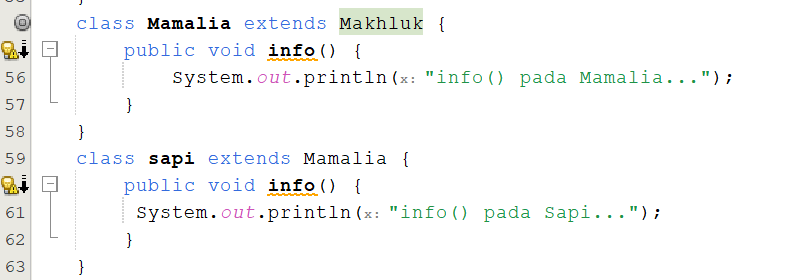 class Mamalia extends Makhluk {
public void info() {
56 System.out.println(x: "info() pada Mamalia...");
57 }
58 }
59 class sapi extends Mamalia {
public void info() {
61 System.out.println(x: "info() pada Sapi...");
62 }
63 }